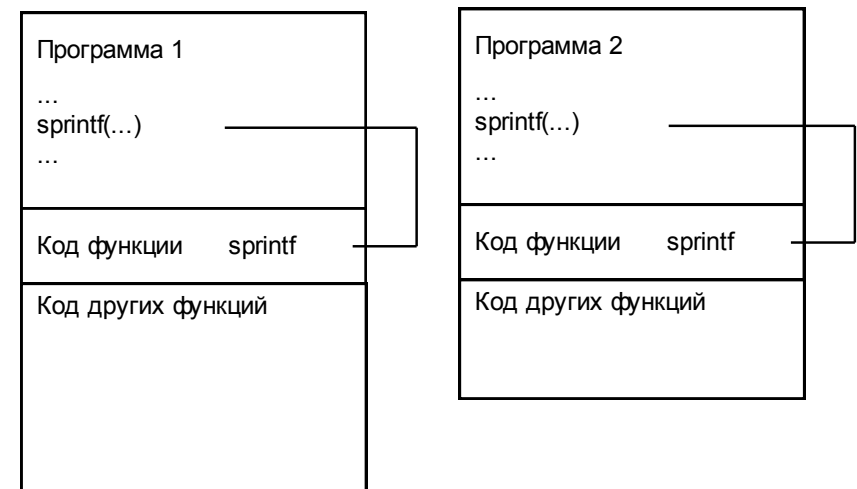 Программа 1
...
sprintf(...)
...
Код функции sprintf
Код других функций
Программа 2
...
sprintf(...)
...
Код функции sprintf
Код других функций